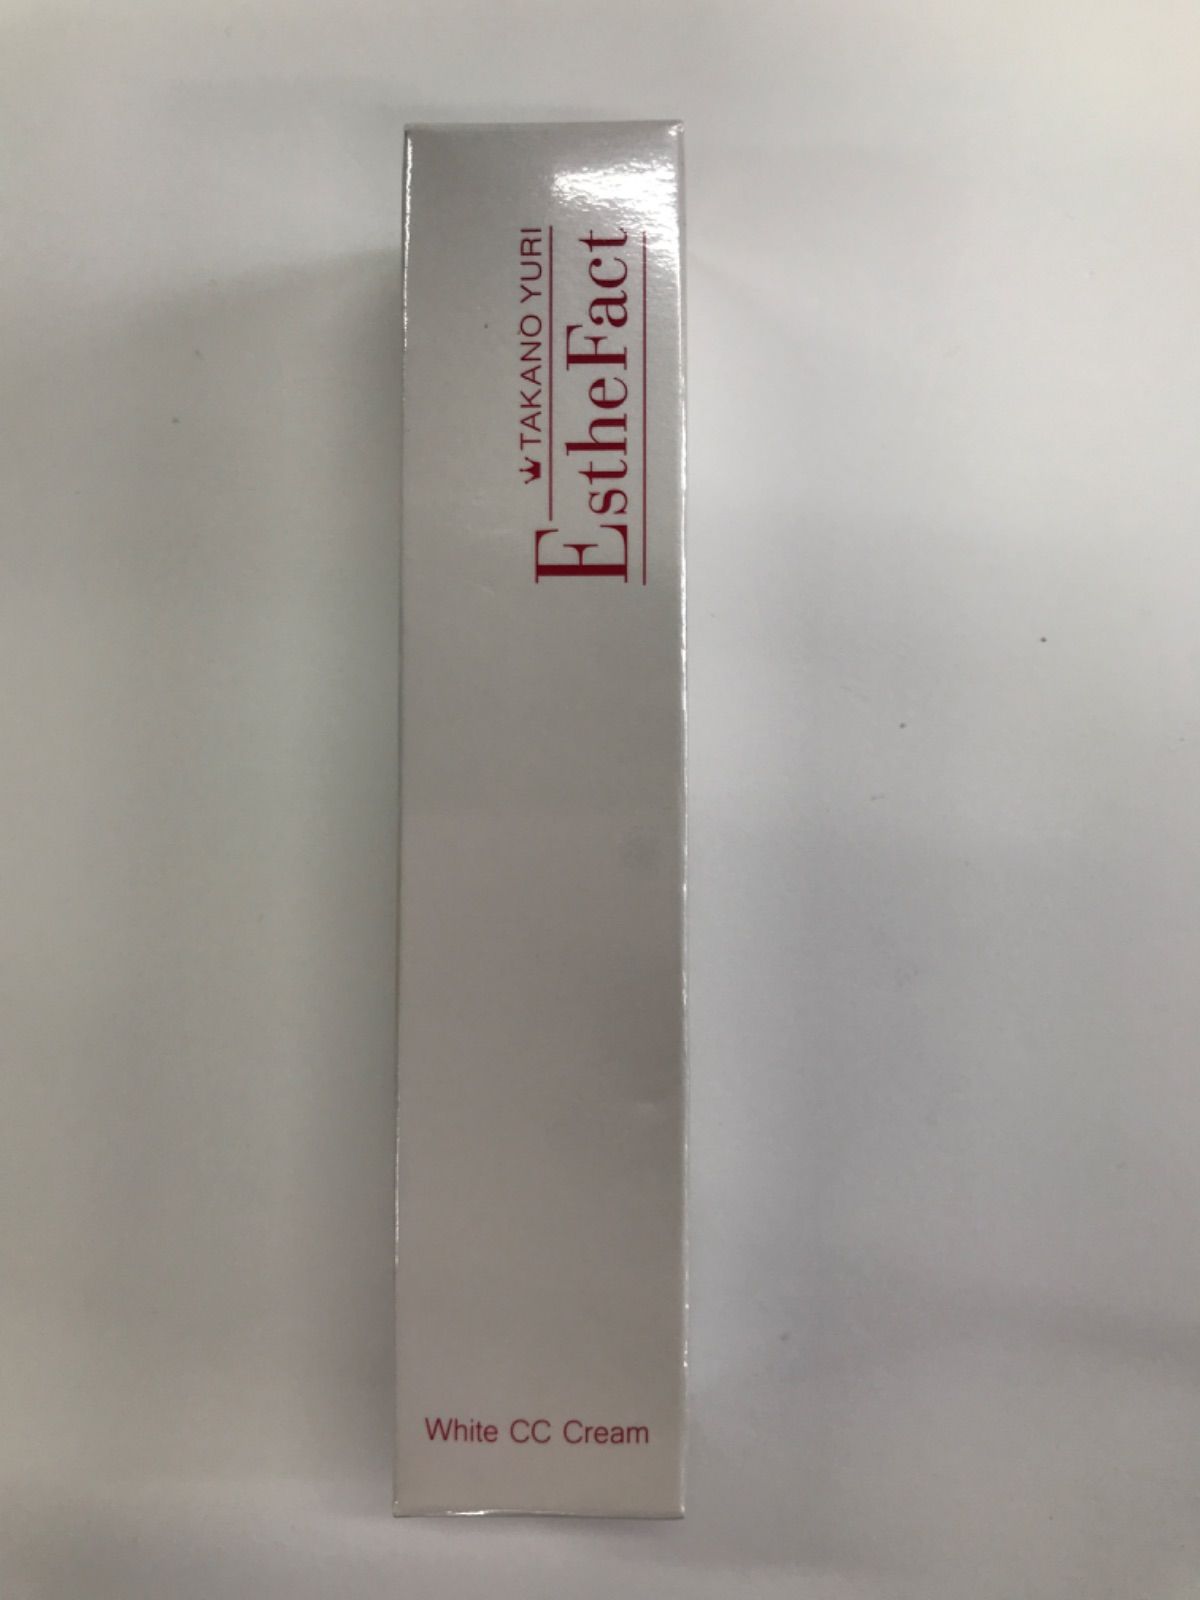 TAKANO YURI
EstheFact
White CC Cream